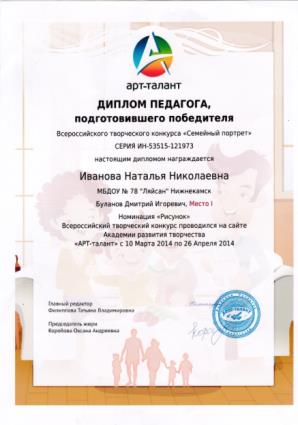 АРТ-ТАЛАНТ
ДИПЛОМ ПЕДАГОГА,
подготовившего победителя
Всероссийского творческого конкурса «Семейный портрет»
СЕРИЯ ИН-53515-121973
настоящим дипломом награждается
Иванова Наталья Николаевна
МБДОУ № 78 "Ляйсан" Нижнекамск
Буланов Дмитрий Игоревич, Место I
Номинация «Рисунок»
Всероссийский творческий конкурс проводился на сайте
Академии развития творчества
«АРТ-талант» с 10 Марта 2014 по 26 Апреля 2014
Главный редактор
Филиппова Татьяна Владимировна
Председатель жюри
Коробова Оксана Андреевна
АРТ-ТАЛАНТ